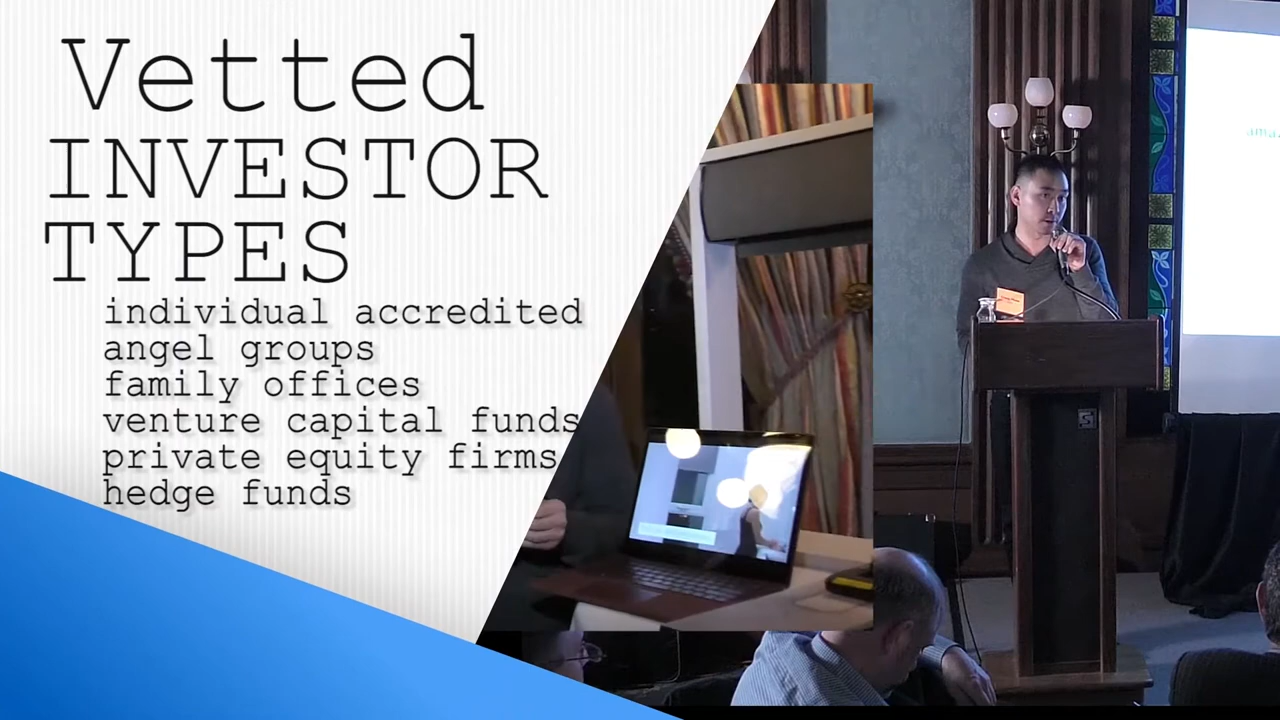 Vetted
INVESTOR
TYPES
individual accredited
angel groups
family offices
venture capital funds
private equity firms
hedge funds